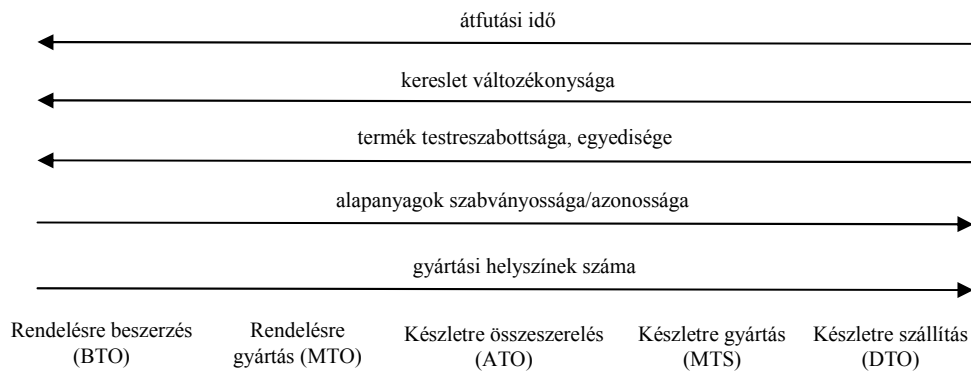 átfutási idő
kereslet változékonysága
termék testreszabottsága, egyedisége
alapanyagok szabványossága/azonossága
gyártási helyszínek száma
Rendelésre beszerzés
(BTO)
Rendelésre
gyártás (MTO)
Készletre összeszerelés
(ATO)
Készletre gyártás
(MTS)
Készletre szállítás
(DTO)